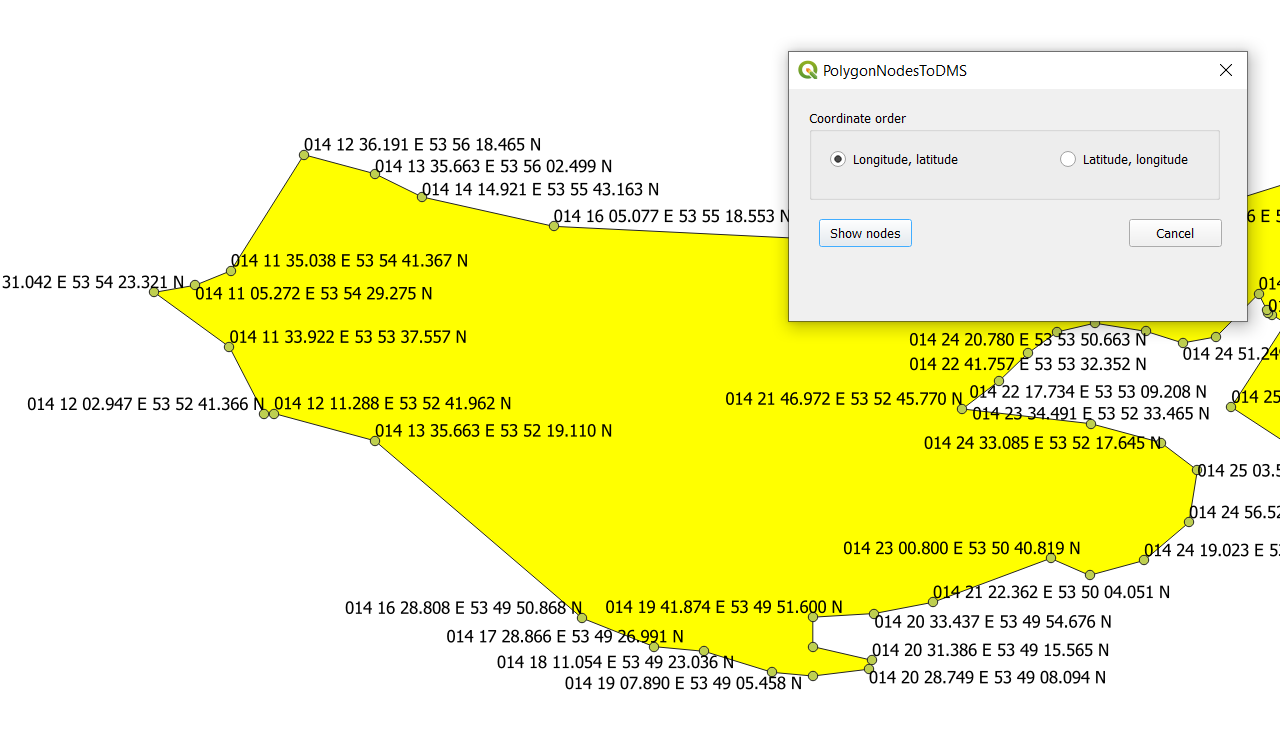 PolygonNodesToDMS
Coordinate order
Longitude, latitude
Latitude, longitude
Show nodes
Cancel
014 12 36.191 E 53 56 18.465 N
014 13 35.663 E 53 56 02.499 N
014 14 14.921 E 53 55 43.163 N
014 16 05.077 E 53 55 18.553 N
014 11 35.038 E 53 54 41.367 N
31.042 E 53 54 23.321 N
014 11 05.272 E 53 54 29.275 N
014 11 33.922 E 53 53 37.557 N
014 24 20.780 E 53 53 50.663 N
014 24 51.249
014 22 41.757 E 53 53 32.352 N
014 22 17.734 E 53 53 09.208 N
014 21 46.972 E 53 52 45.770 N
014 25
014 12 02.947 E 53 52 41.366 N
014 12 11.288 E 53 52 41.962 N
014 23 34.491 E 53 52 33.465 N
014 13 35.663 E 53 52 19.110 N
014 24 33.085 E 53 52 17.645 N
014 25 03.5
014 24 56.52
014 23 00.800 E 53 50 40.819 N
014 24 19.023 E 53
014 21 22.362 E 53 50 04.051 N
014 16 28.808 E 53 49 50.868 N
014 19 41.874 E 53 49 51.600 N
014 20 33.437 E 53 49 54.676 N
014 17 28.866 E 53 49 26.991 N
014 20 31.386 E 53 49 15.565 N
014 18 11.054 E 53 49 23.036 N
014 20 28.749 E 53 49 08.094 N
014 19 07.890 E 53 49 05.458 N